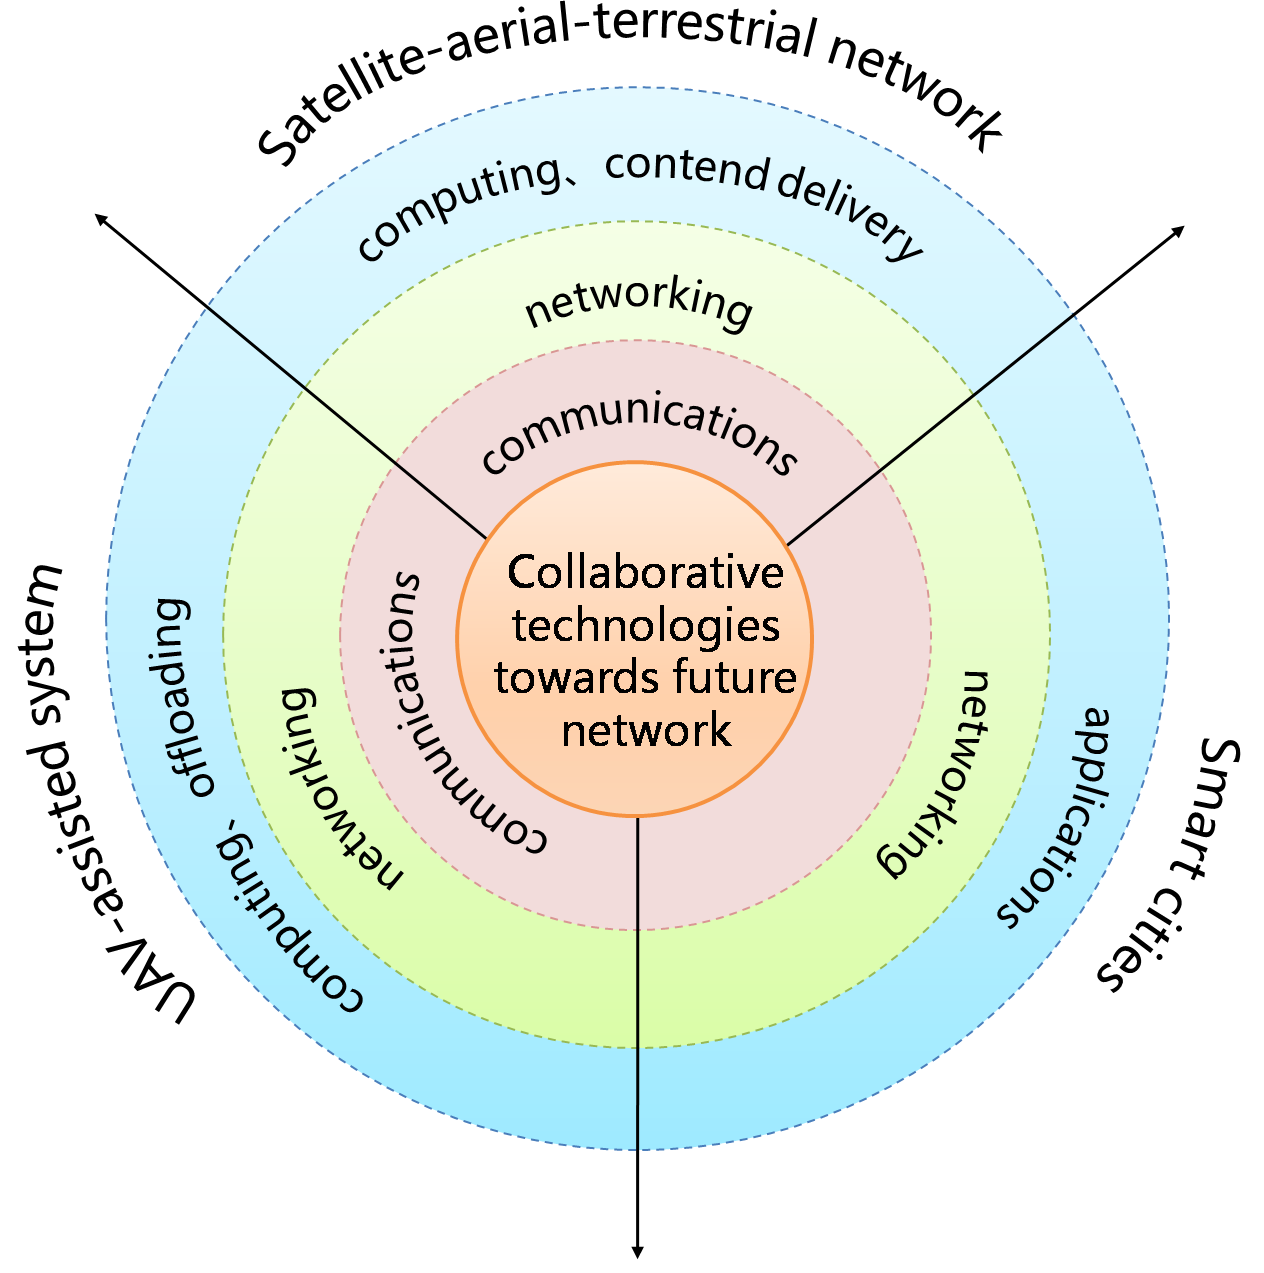 Satellite-aerial-terrestrial network
computing、contend delivery
networking
communications
Collaborative
technologies
towards future
network
UAV-assisted system
computing、offloading
networking
communications
networking
applications
Smart cities